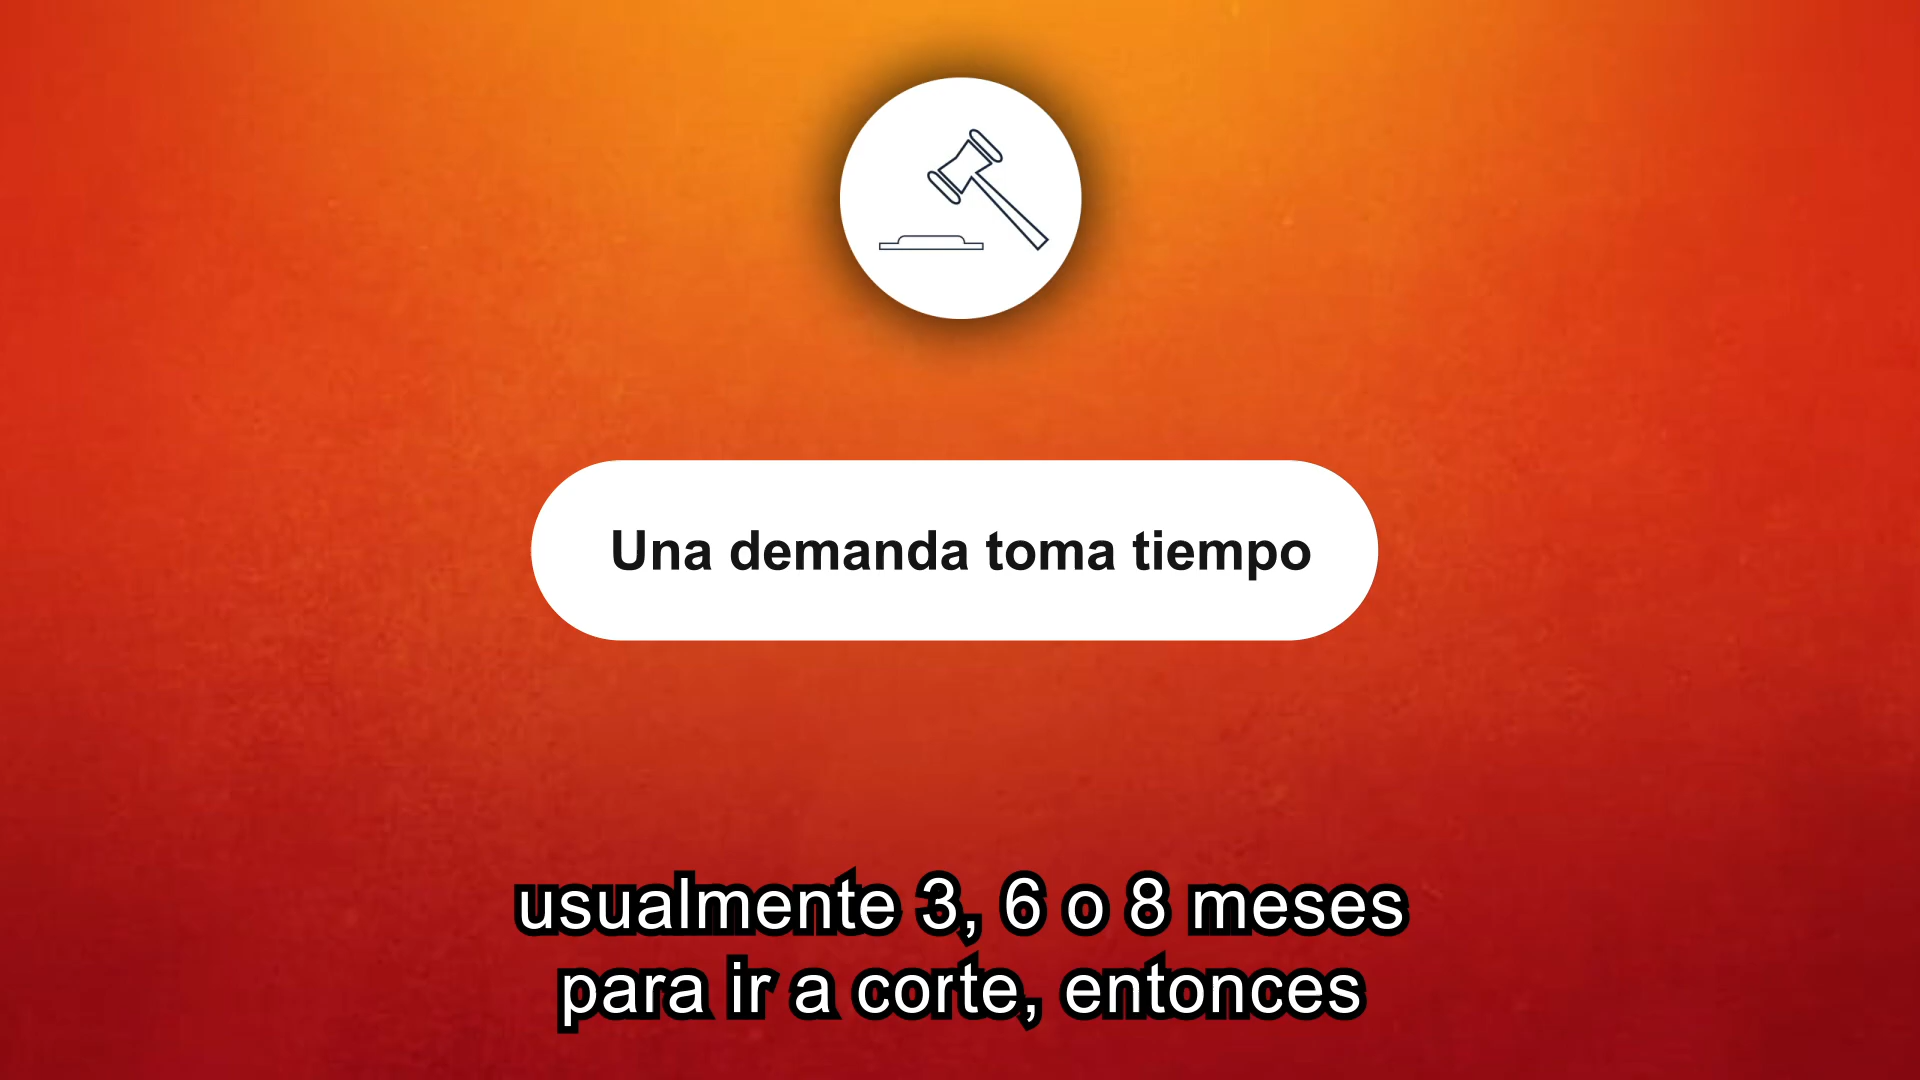 Una demanda toma tiempo
usualmente 3, 6 o 8 meses
para ir a corte, entonces